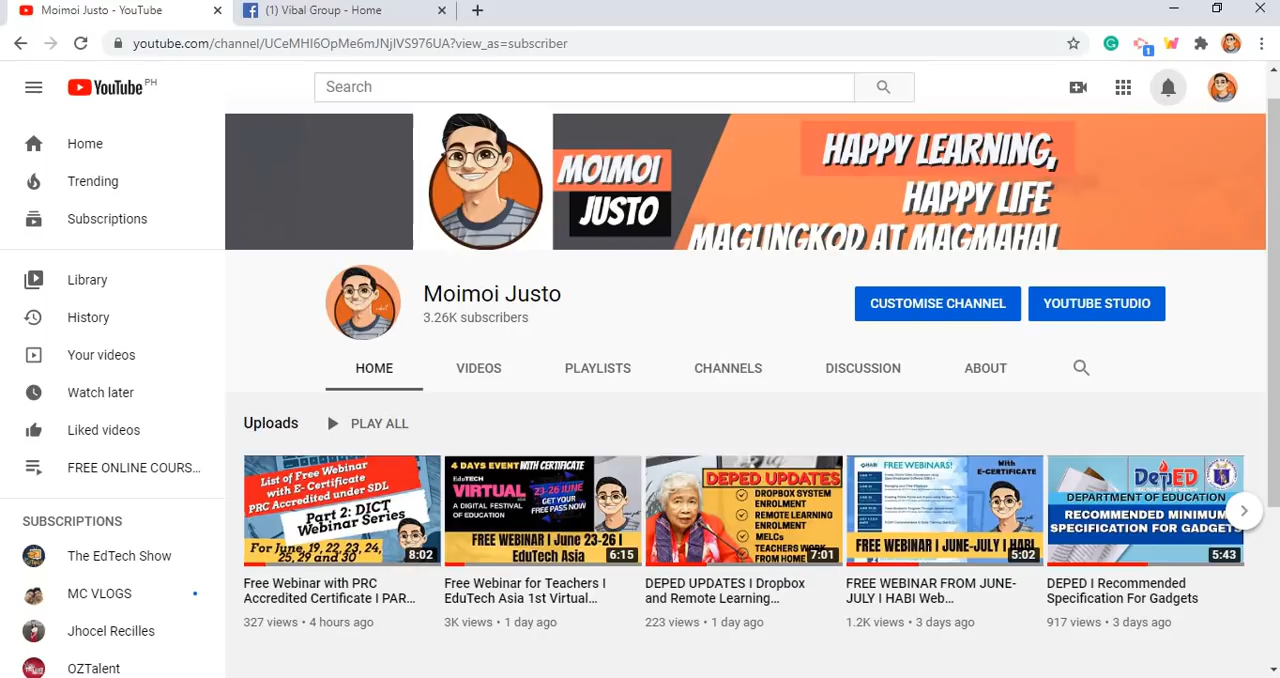 Moimoi Justo - YouTube
(1) Vibal Group - Home
youtube.com/channel/UCeMHI6OpMe6mJNjlVS976UA?view_as=subscriber
1
YouTube PH
Search
Home
Trending
Subscriptions
Library
History
Your videos
Watch later
Liked videos
FREE ONLINE COURS...
SUBSCRIPTIONS
The EdTech Show
MC VLOGS
Jhocel Recilles
OZTalent
MOIMOI
JUSTO
HAPPY LEARNING,
HAPPY LIFE
MAGLINGKOD AT MAGMAHAL
Moimoi Justo
3.26K subscribers
CUSTOMISE CHANNEL
YOUTUBE STUDIO
HOME
VIDEOS
PLAYLISTS
CHANNELS
DISCUSSION
ABOUT
Uploads
PLAY ALL
List of Free Webinar
with E-Certificate
PRC Accredited under SDL
Part 2: DICT
Webinar Series
For June, 19, 22, 23, 24,
25, 29 and 30
8:02
Free Webinar with PRC
Accredited Certificate I PAR...
327 views • 4 hours ago
4 DAYS EVENT WITH CERTIFICATE
EduTECH
VIRTUAL
A DIGITAL FESTIVAL
OF EDUCATION
23-26 JUNE
GET YOUR
FREE PASS NOW
FREE WEBINAR I June 23-26 I
EduTech Asia
6:15
Free Webinar for Teachers I
EduTech Asia 1st Virtual...
3K views • 1 day ago
DEPED UPDATES
DROPBOX
SYSTEM
ENROLMENT
REMOTE LEARNING
ENROLMENT
MELCs
TEACHERS WORK
FROM HOME
7:01
DEPED UPDATES I Dropbox
and Remote Learning...
223 views • 1 day ago
HABI
FREE WEBINARS!
With
E-CERTIFICATE
FREE WEBINAR I JUNE-JULY I HABI
5:02
FREE WEBINAR FROM JUNE-
JULY I HABI Web...
1.2K views • 3 days ago
DepED
DEPARTMENT OF EDUCATION
RECOMMENDED MINIMUM
SPECIFICATION FOR GADGETS
5:43
DEPED I Recommended
Specification For Gadgets
917 views • 3 days ago